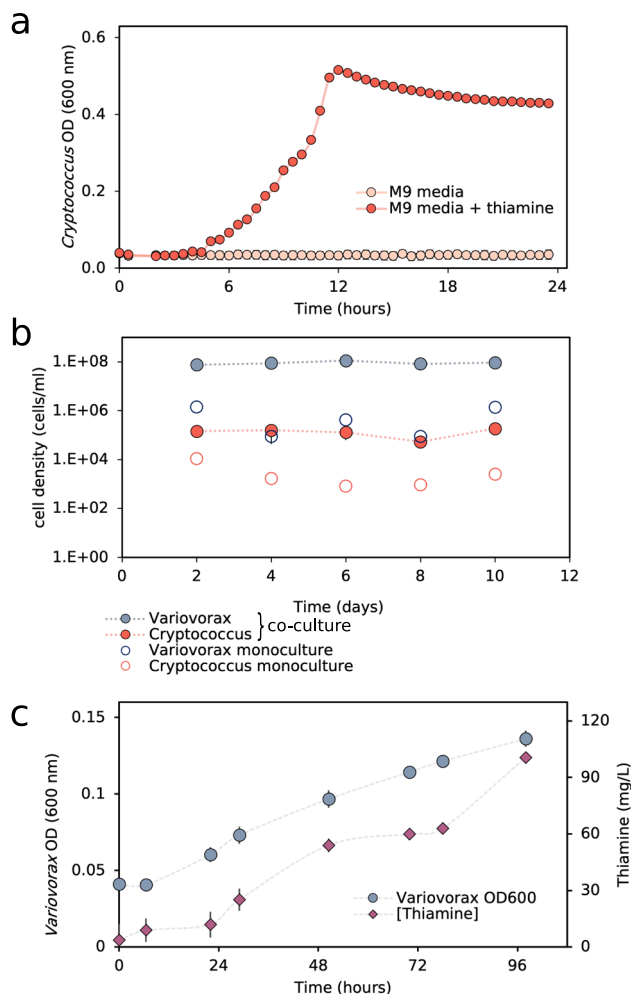 a
Cryptococcus OD (600 nm)
0.6
0.4
0.2
0.0
M9 media
M9 media + thiamine
0
6
12
18
24
Time (hours)
b
cell density (cells/ml)
1.E+08
1.E+06
1.E+04
1.E+02
1.E+00
0
2
4
6
8
10
12
Time (days)
Variovorax
Cryptococcus
co-culture
Variovorax monoculture
Cryptococcus monoculture
c
Variovorax OD (600 nm)
0.15
0.1
0.05
0
Thiamine (mg/L)
120
90
60
30
0
Variovorax OD600
[Thiamine]
0
24
48
72
96
Time (hours)